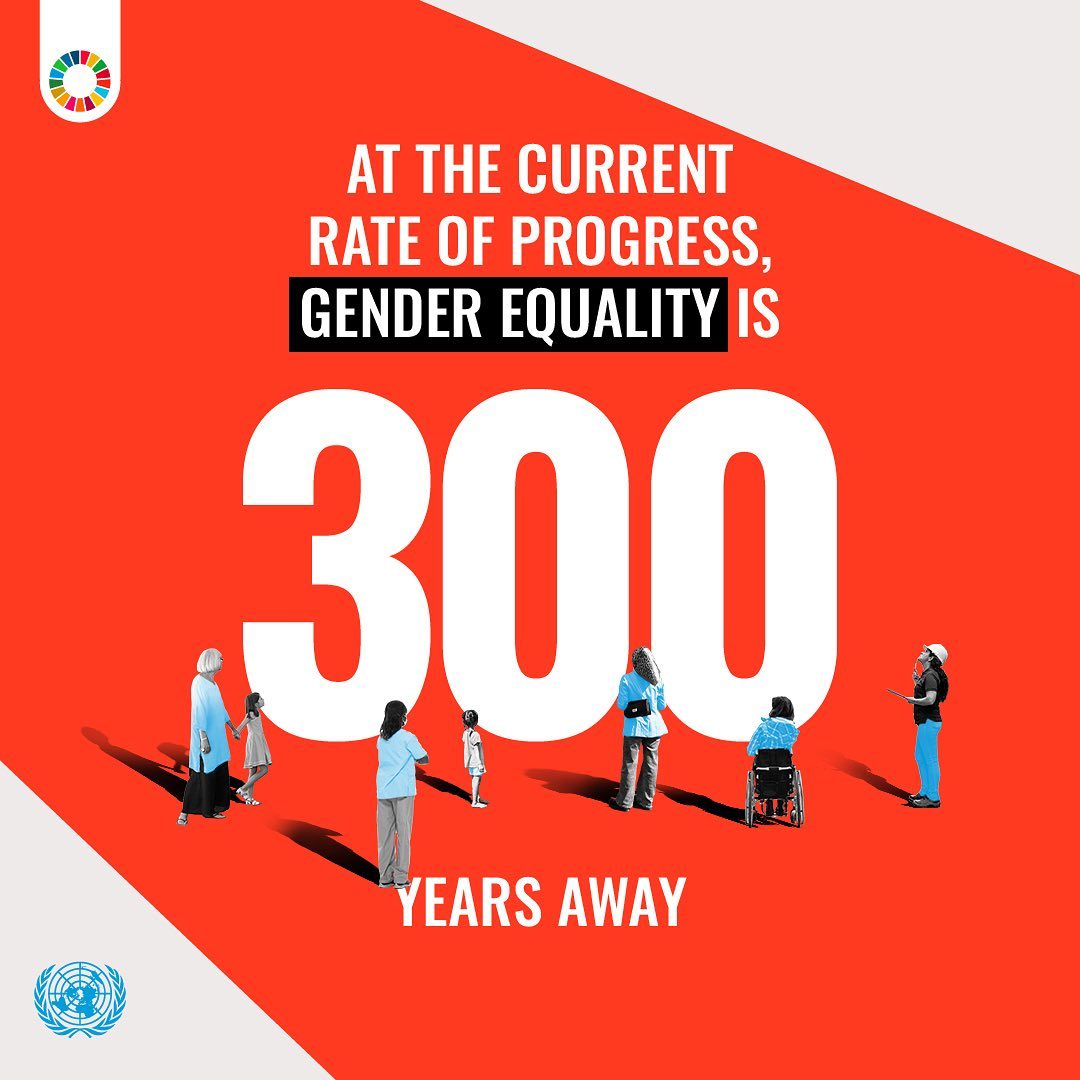 AT THE CURRENT
RATE OF PROGRESS,
GENDER EQUALITY IS
300
YEARS AWAY